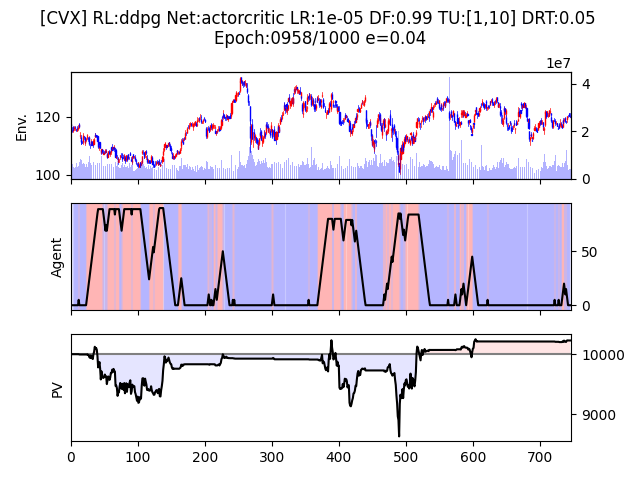 [CVX] RL:ddpg Net:actorcritic LR:1e-05 DF:0.99 TU:[1,10] DRT:0.05
Epoch:0958/1000 e=0.04
1e7
Env.
120
100
4
2
0
Agent
50
0
PV
10000
9000
0 100 200 300 400 500 600 700